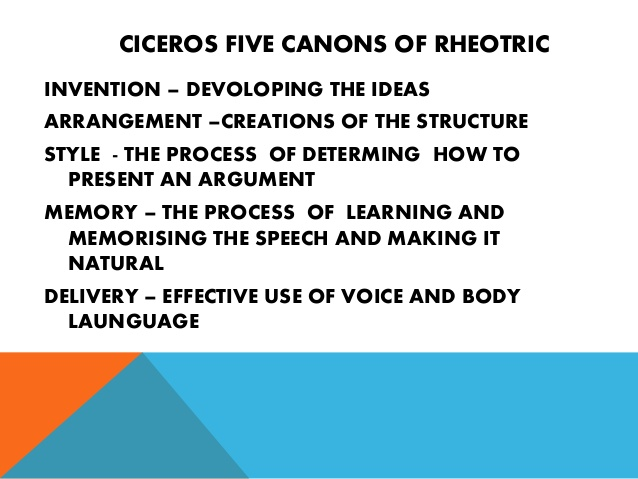 CICEROS FIVE CANONS OF RHEOTRIC
INVENTION – DEVOLOPING THE IDEAS
ARRANGEMENT –CREATIONS OF THE STRUCTURE
STYLE - THE PROCESS OF DETERMING HOW TO
PRESENT AN ARGUMENT
MEMORY – THE PROCESS OF LEARNING AND
MEMORISING THE SPEECH AND MAKING IT
NATURAL
DELIVERY – EFFECTIVE USE OF VOICE AND BODY
LAUNGUAGE